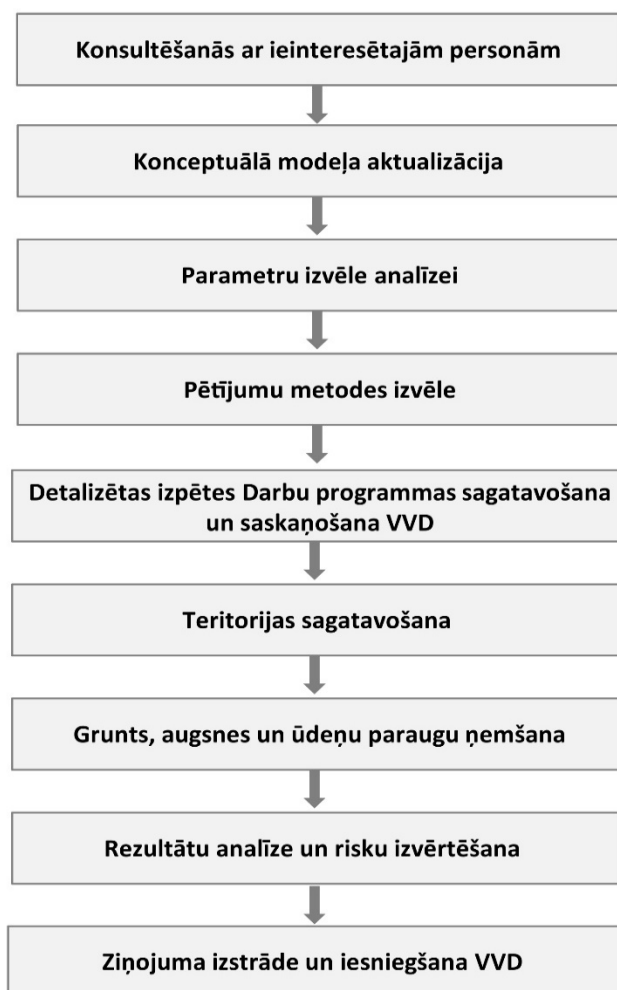 Konsultēšanās ar ieinteresētajām personām
Konceptuālā modeļa aktualizācija
Parametru izvēle analīzei
Pētījumu metodes izvēle
Detalizētas izpētes Darbu programmas sagatavošana
un saskaņošana VVD
Teritorijas sagatavošana
Grunts, augsnes un ūdeņu paraugu ņemšana
Rezultātu analīze un risku izvērtēšana
Ziņojuma izstrāde un iesniegšana VVD